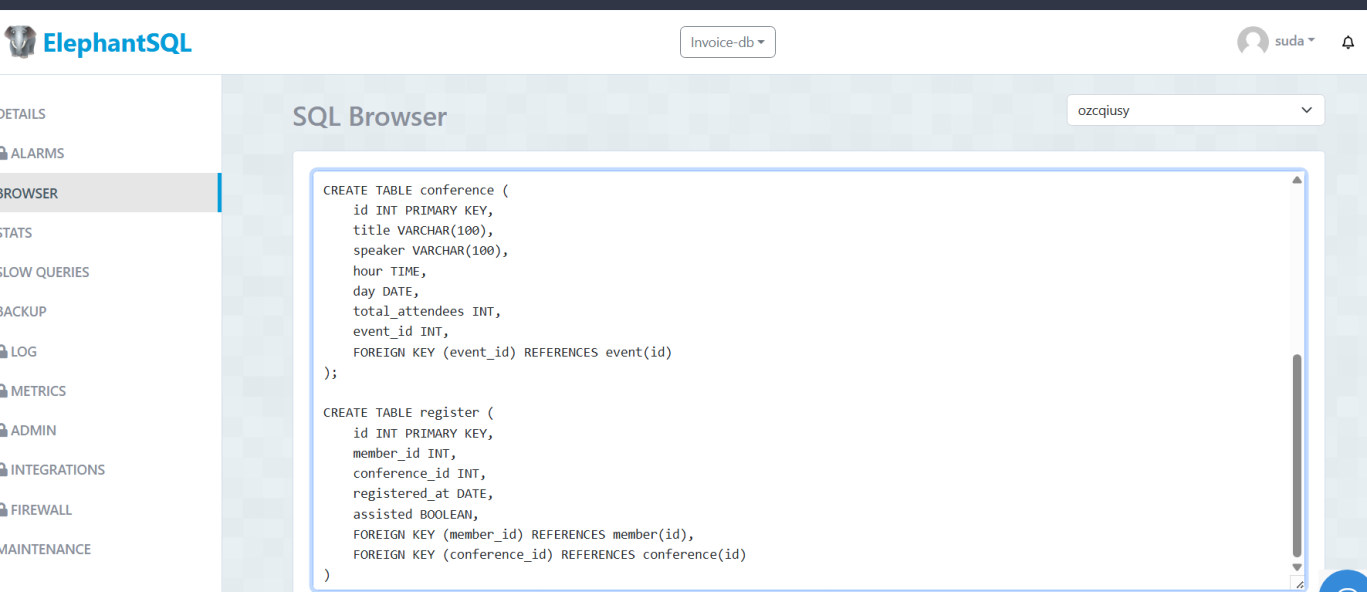 ElephantSQL
Invoice-db
suda
DETAILS
ALARMS
BROWSER
STATS
SLOW QUERIES
BACKUP
LOG
METRICS
ADMIN
INTEGRATIONS
FIREWALL
MAINTENANCE
SQL Browser
ozcqiusy
CREATE TABLE conference (
    id INT PRIMARY KEY,
    title VARCHAR(100),
    speaker VARCHAR(100),
    hour TIME,
    day DATE,
    total_attendees INT,
    event_id INT,
    FOREIGN KEY (event_id) REFERENCES event(id)
);
CREATE TABLE register (
    id INT PRIMARY KEY,
    member_id INT,
    conference_id INT,
    registered_at DATE,
    assisted BOOLEAN,
    FOREIGN KEY (member_id) REFERENCES member(id),
    FOREIGN KEY (conference_id) REFERENCES conference(id)
)